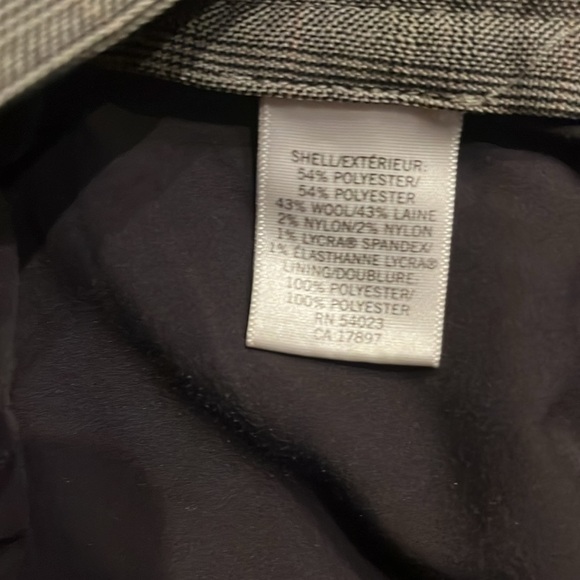 SHELL/EXTÉRIEUR:
54% POLYESTER/
54% POLYESTER
43% WOOL/43% LAINE
2% NYLON/2% NYLON
1% LYCRA® SPANDEX/
1% ÉLASTHANNE LYCRA®
LINING/DOUBLURE:
100% POLYESTER/
100% POLYESTER
RN 54023
CA 17897